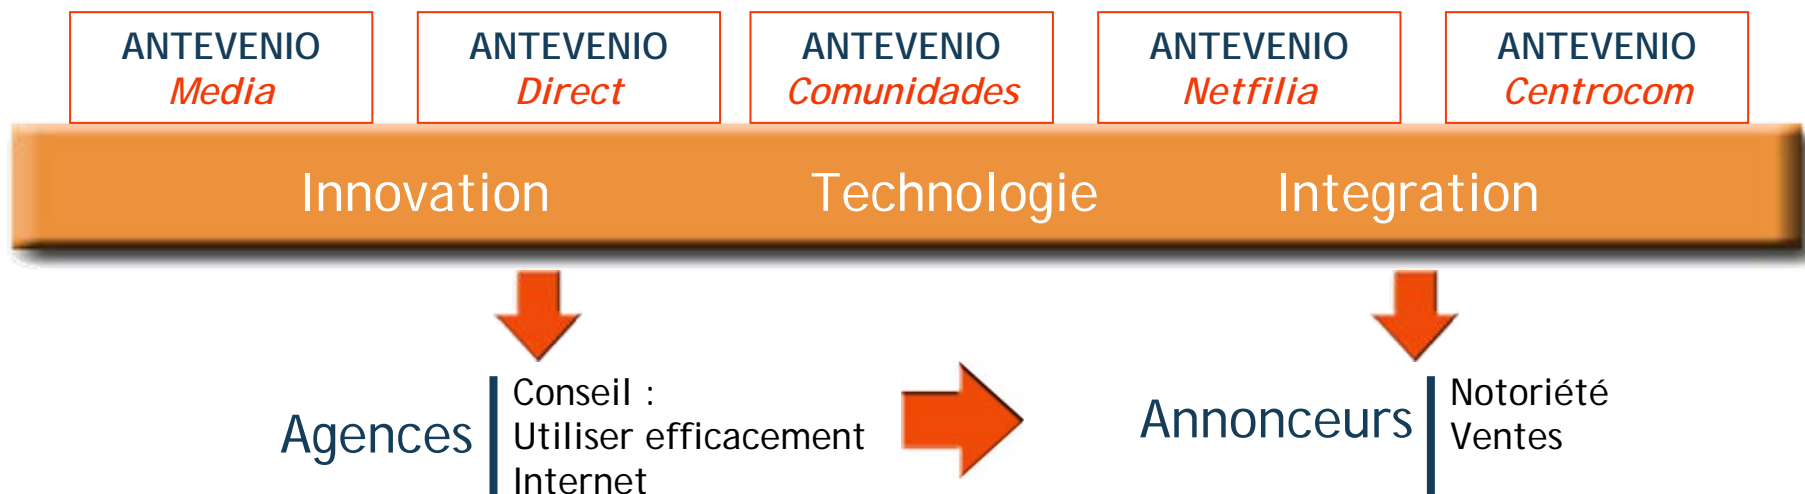 ANTEVENIO
Media
ANTEVENIO
Direct
ANTEVENIO
Comunidades
ANTEVENIO
Netfilia
ANTEVENIO
Centrocom
Innovation
Technologie
Integration
Agences
Conseil :
Utiliser efficacement
Internet
Annonceurs
Notoriété
Ventes